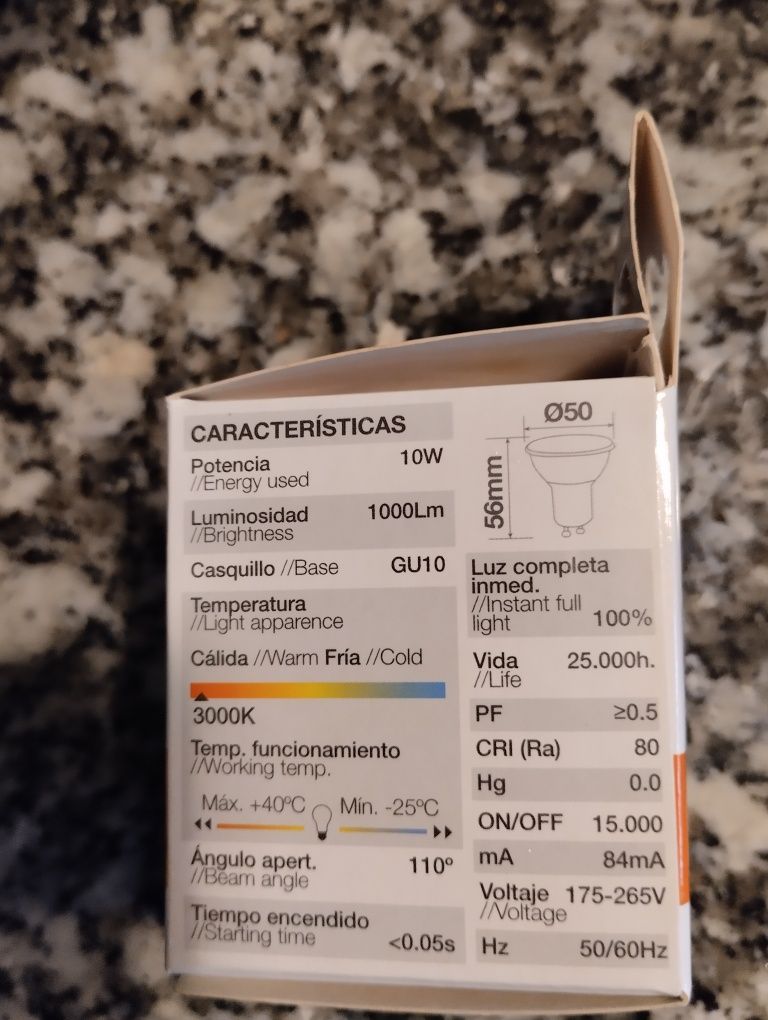 CARACTERÍSTICAS
Potencia 10W
//Energy used
Luminosidad 1000Lm
//Brightness
Casquillo //Base GU10
Temperatura
//Light apparence
Cálida //Warm Fría //Cold
3000K
Temp. funcionamiento
//Working temp.
Máx. +40ºC Mín. -25ºC
Ángulo apert. 110º
//Beam angle
Tiempo encendido
//Starting time <0.05s
Ø50
56mm
Luz completa
inmed.
//Instant full
light 100%
Vida 25.000h.
//Life
PF ≥0.5
CRI (Ra) 80
Hg 0.0
ON/OFF 15.000
mA 84mA
Voltaje 175-265V
//Voltage
Hz 50/60Hz